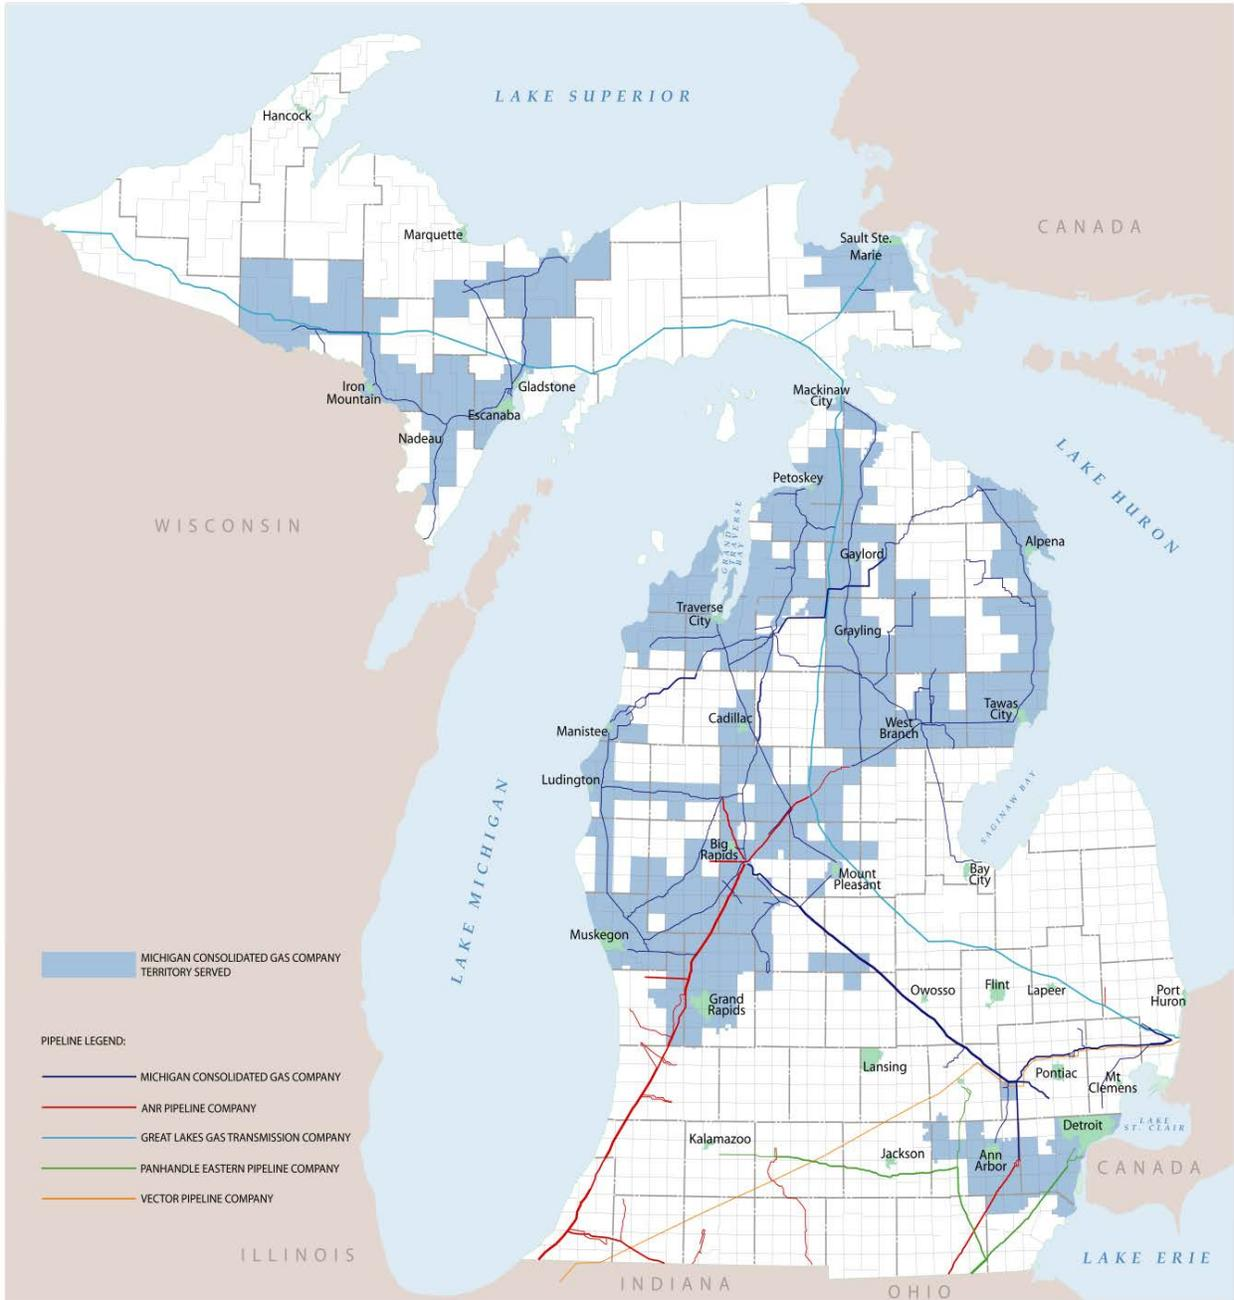 LAKE SUPERIOR
Hancock
CANADA
Marquette
Sault Ste.
Marie
Iron
Mountain
Gladstone
Escanaba
Nadeau
Mackinaw
City
LAKE HURON
WISCONSIN
Petoskey
GRAND
TRAVERSE
BAY
Gaylord
Alpena
Traverse
City
Grayling
Manistee
Cadillac
West
Branch
Tawas
City
Ludington
SAGINAW BAY
LAKE MICHIGAN
Big
Rapids
Mount
Pleasant
Bay
City
Muskegon
MICHIGAN CONSOLIDATED GAS COMPANY
TERRITORY SERVED
Grand
Rapids
Owosso
Flint
Lapeer
Port
Huron
PIPELINE LEGEND:
MICHIGAN CONSOLIDATED GAS COMPANY
ANR PIPELINE COMPANY
GREAT LAKES GAS TRANSMISSION COMPANY
PANHANDLE EASTERN PIPELINE COMPANY
VECTOR PIPELINE COMPANY
Lansing
Pontiac
Mt
Clemens
Kalamazoo
Jackson
Ann
Arbor
Detroit
LAKE
ST. CLAIR
CANADA
ILLINOIS
INDIANA
OHIO
LAKE ERIE